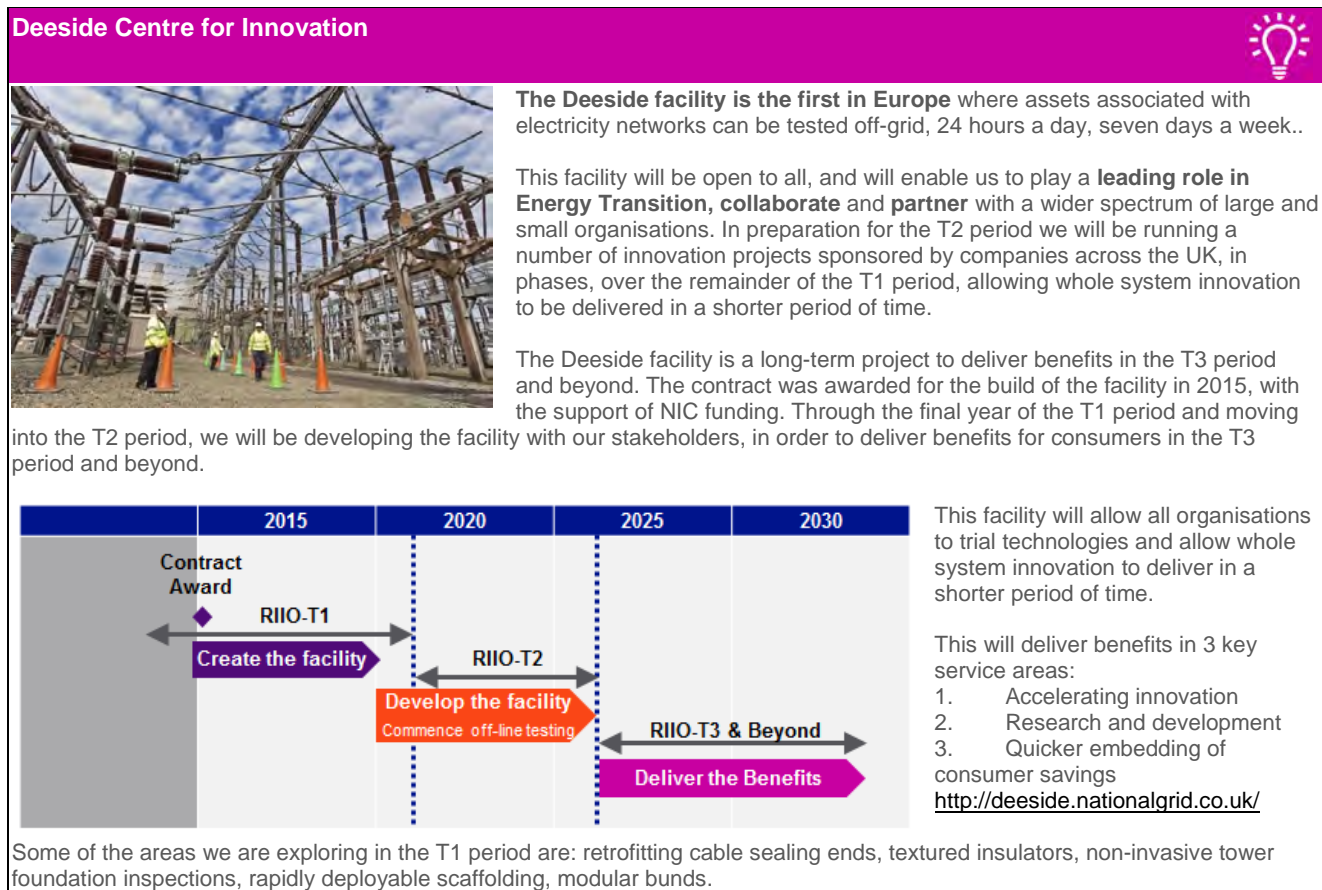 Deeside Centre for Innovation
The Deeside facility is the first in Europe where assets associated with
electricity networks can be tested off-grid, 24 hours a day, seven days a week..
This facility will be open to all, and will enable us to play a leading role in
Energy Transition, collaborate and partner with a wider spectrum of large and
small organisations. In preparation for the T2 period we will be running a
number of innovation projects sponsored by companies across the UK, in
phases, over the remainder of the T1 period, allowing whole system innovation
to be delivered in a shorter period of time.
The Deeside facility is a long-term project to deliver benefits in the T3 period
and beyond. The contract was awarded for the build of the facility in 2015, with
the support of NIC funding. Through the final year of the T1 period and moving
into the T2 period, we will be developing the facility with our stakeholders, in order to deliver benefits for consumers in the T3
period and beyond.
2015 2020 2025 2030
Contract
Award
RIIO-T1
Create the facility
RIIO-T2
Develop the facility
Commence off-line testing
RIIO-T3 & Beyond
Deliver the Benefits
This facility will allow all organisations
to trial technologies and allow whole
system innovation to deliver in a
shorter period of time.
This will deliver benefits in 3 key
service areas:
1. Accelerating innovation
2. Research and development
3. Quicker embedding of
consumer savings
http://deeside.nationalgrid.co.uk/
Some of the areas we are exploring in the T1 period are: retrofitting cable sealing ends, textured insulators, non-invasive tower
foundation inspections, rapidly deployable scaffolding, modular bunds.